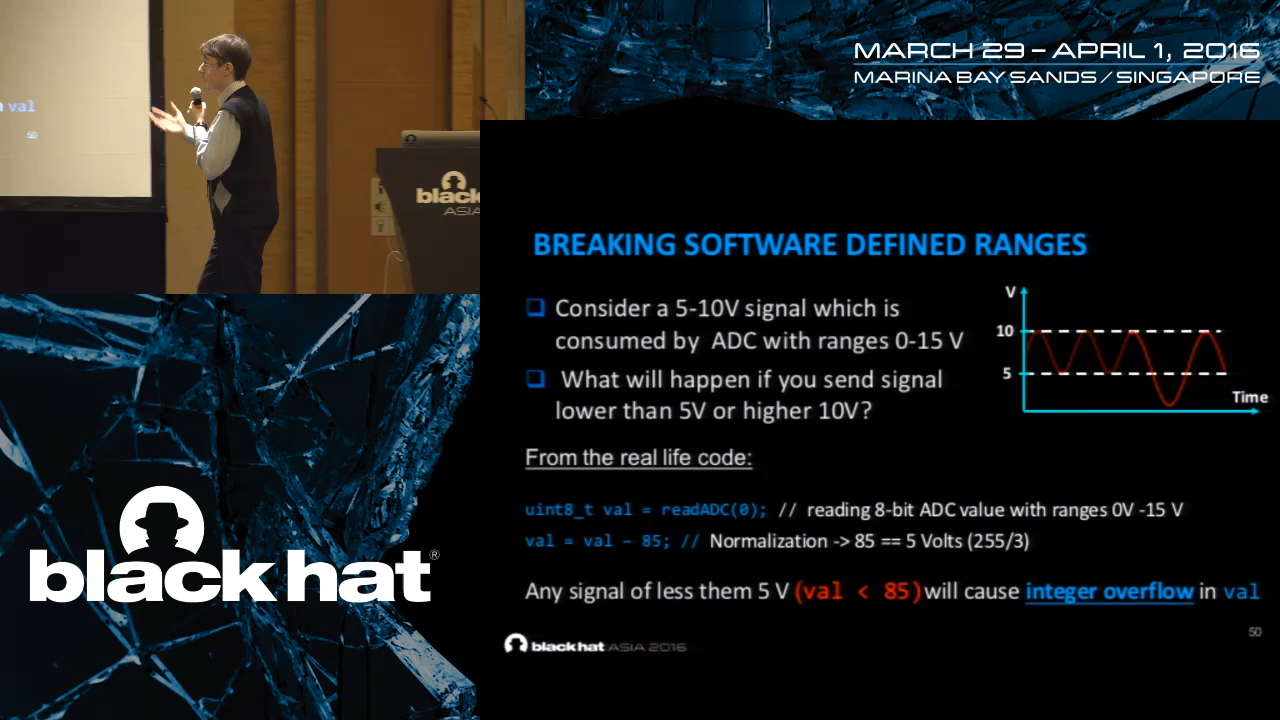 MARCH 29 – APRIL 1, 2016
MARINA BAY SANDS / SINGAPORE
val
50
black
ASIA
BREAKING SOFTWARE DEFINED RANGES
❑ Consider a 5-10V signal which is
consumed by ADC with ranges 0-15 V
❑ What will happen if you send signal
lower than 5V or higher 10V?
V
10
5
Time
From the real life code:
uint8_t val = readADC(0); // reading 8-bit ADC value with ranges 0V -15 V
val = val – 85; // Normalization -> 85 == 5 Volts (255/3)
Any signal of less them 5 V (val < 85) will cause integer overflow in val
50
black hat ASIA 2016
black hat®